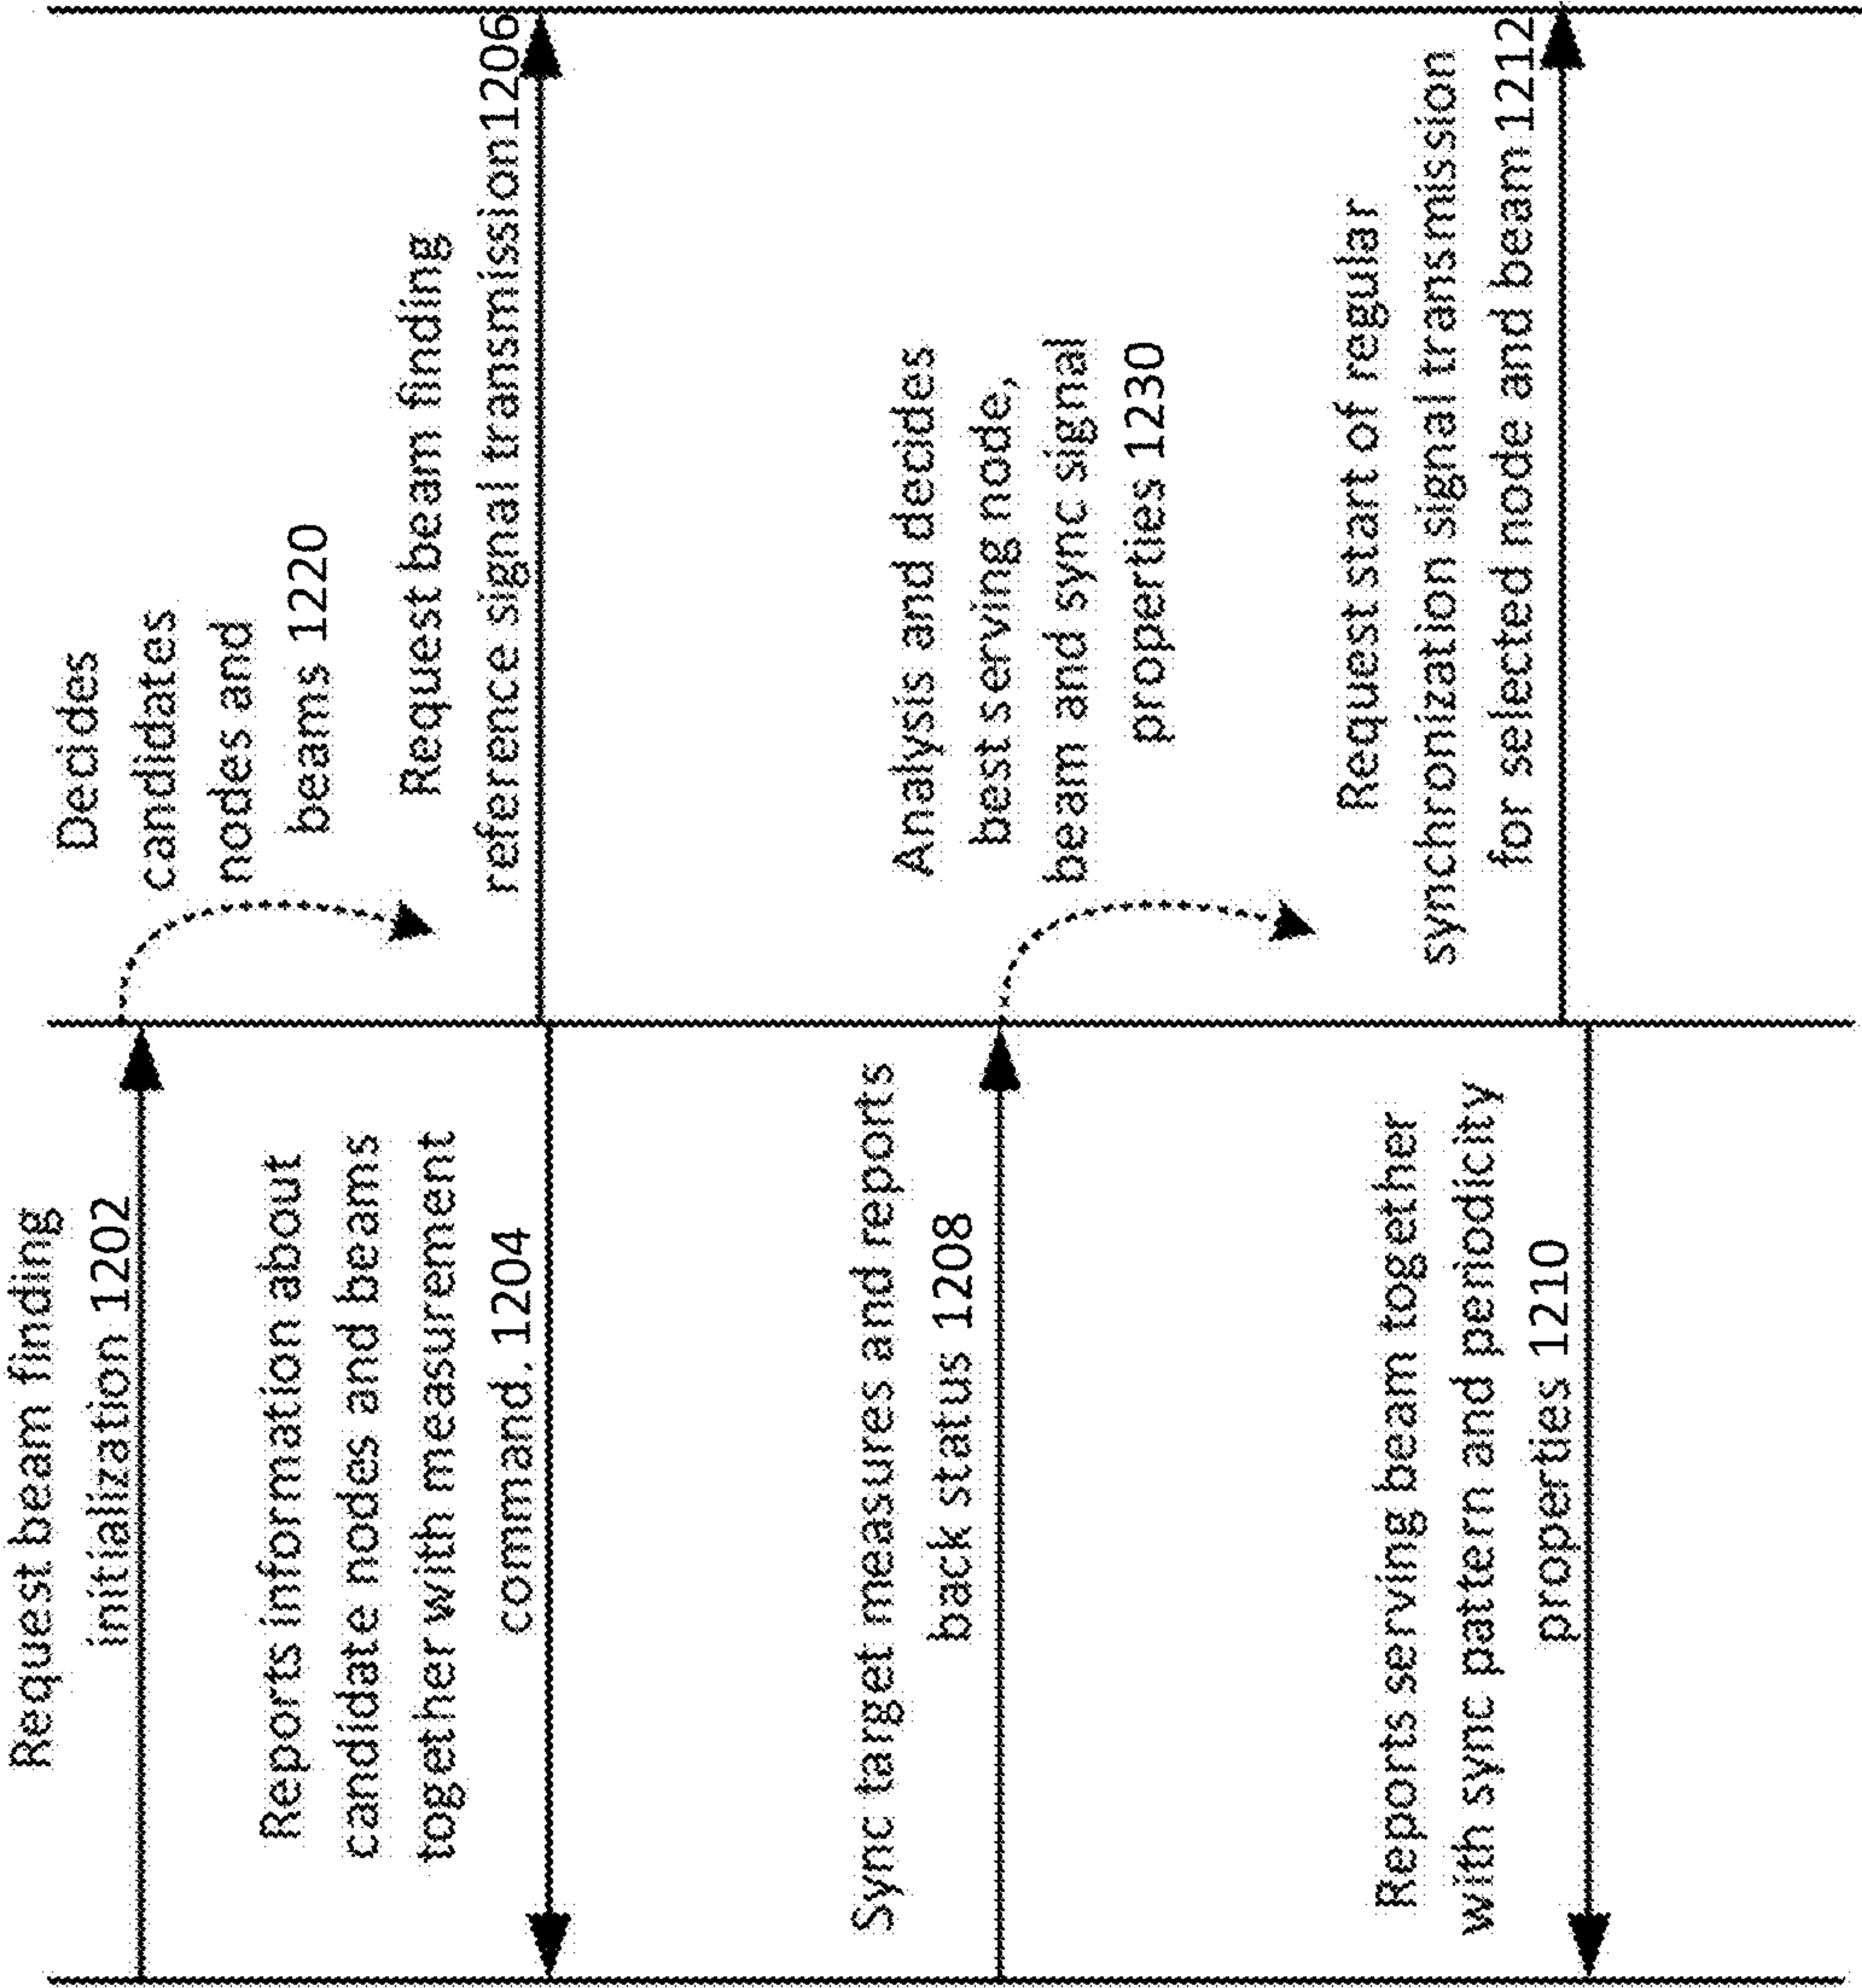 Request beam finding
initialization 1202
Decides
candidates
nodes and
beams 1220
Reports information about
candidate nodes and beams
together with measurement
command. 1204
Request beam finding
reference signal transmission 1206
Sync target measures and reports
back status 1208
Analysis and decides
best serving node,
beam and sync signal
properties 1230
Reports serving beam together
with sync pattern and periodicity
properties 1210
Request start of regular
synchronization signal transmission
for selected node and beam 1212